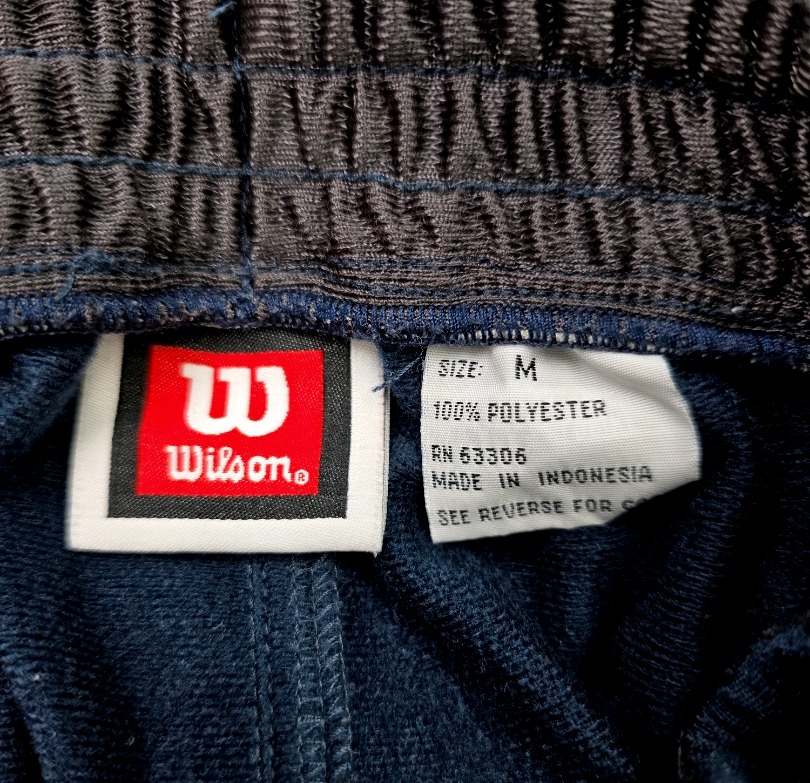 W
Wilson®
SIZE: M
100% POLYESTER
RN 63306
MADE IN INDONESIA
SEE REVERSE FOR